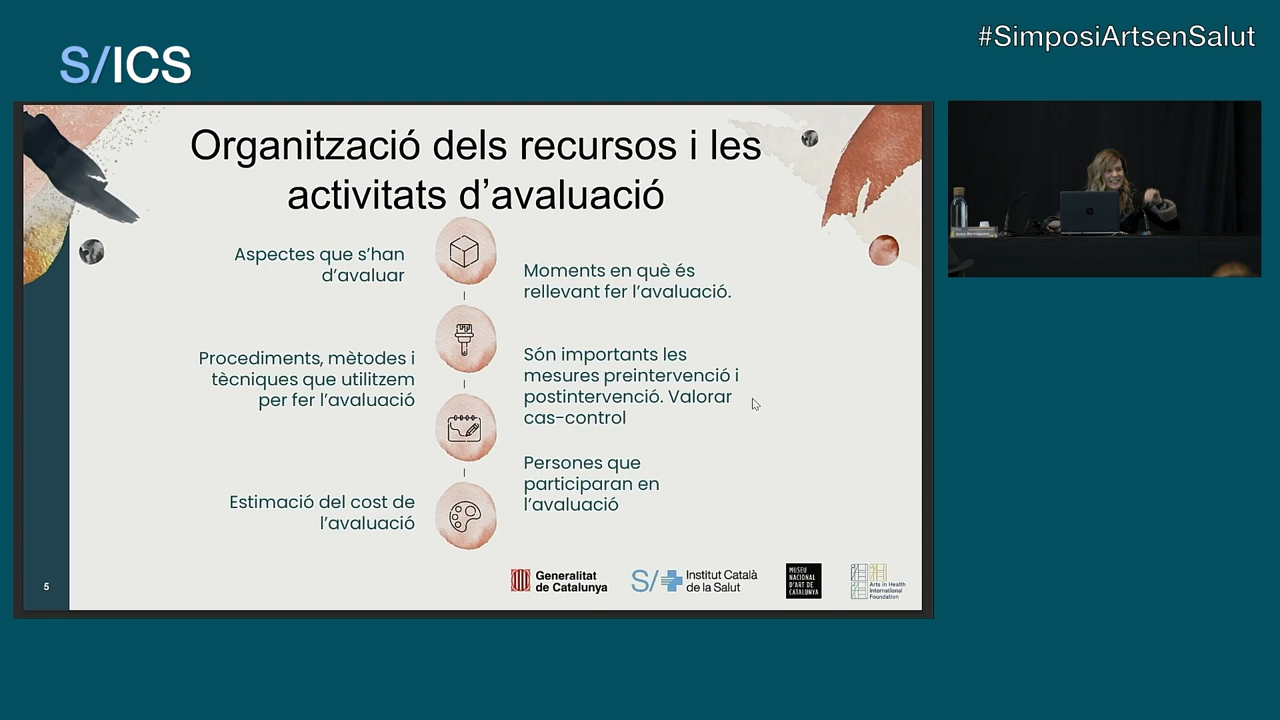 #SimposiArtsenSalut
S/ICS
Organització dels recursos i les
activitats d’avaluació
Aspectes que s’han
d’avaluar
Moments en què és
rellevant fer l’avaluació.
Procediments, mètodes i
tècniques que utilitzem
per fer l’avaluació
Són importants les
mesures preintervenció i
postintervenció. Valorar
cas-control
Persones que
participaran en
l’avaluació
Estimació del cost de
l’avaluació
5
Generalitat
de Catalunya
S/
Institut Català
de la Salut
MUSEU
NACIONAL
D'ART DE
CATALUNYA
Arts in Health
International
Foundation